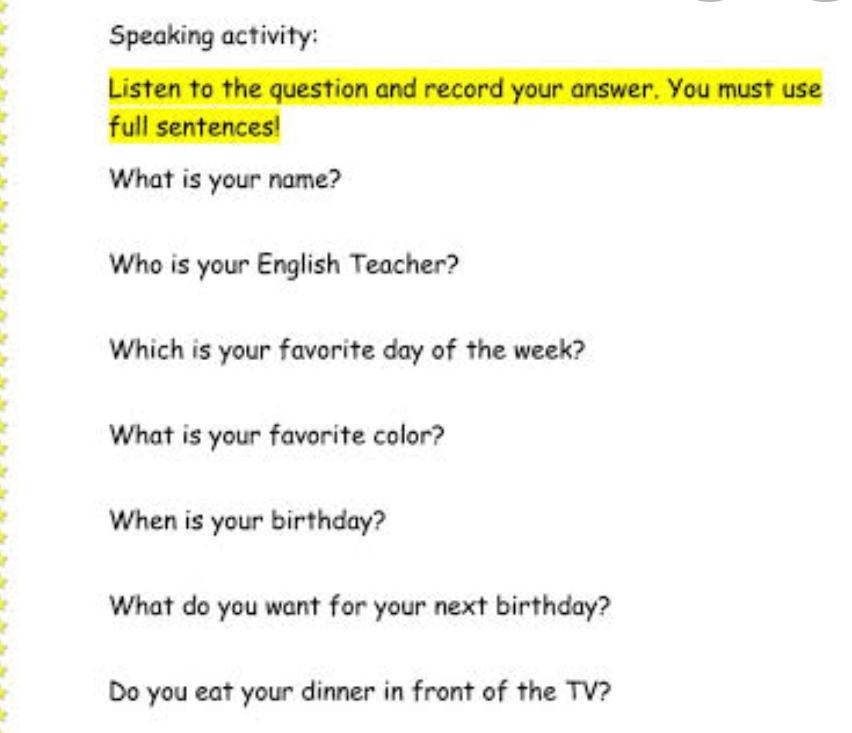 Speaking activity:
Listen to the question and record your answer. You must use
full sentences!
What is your name?
Who is your English Teacher?
Which is your favorite day of the week?
What is your favorite color?
When is your birthday?
What do you want for your next birthday?
Do you eat your dinner in front of the TV?